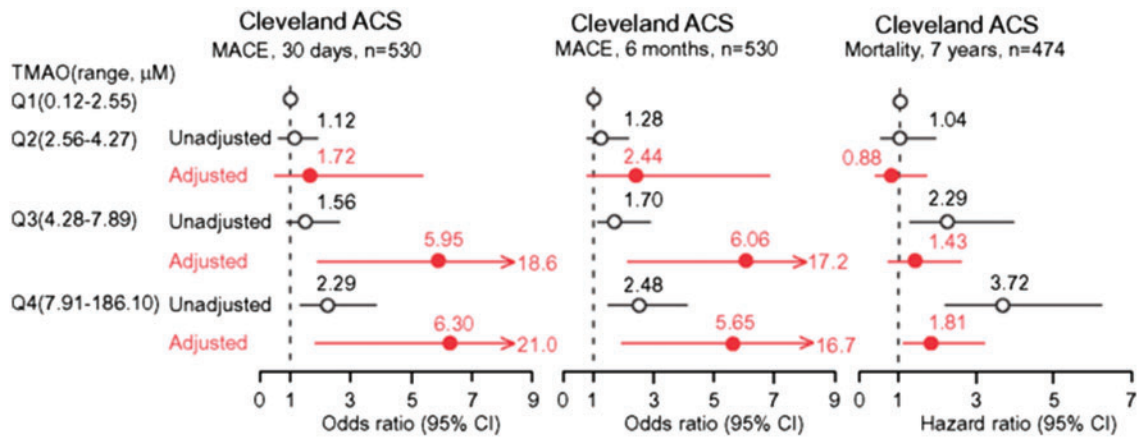 Cleveland ACS Cleveland ACS Cleveland ACS
MACE, 30 days, n=530 MACE, 6 months, n=530 Mortality, 7 years, n=474
TMAO(range, μM)
Q1(0.12-2.55)
1.12 1.28 1.04
Q2(2.56-4.27) Unadjusted
1.72 2.44 0.88
Adjusted
1.56 1.70 2.29
Q3(4.28-7.89) Unadjusted
5.95 6.06 1.43
Adjusted 18.6 17.2
2.29 2.48 3.72
Q4(7.91-186.10) Unadjusted
6.30 5.65 1.81
Adjusted 21.0 16.7
0 1 3 5 7 9 0 1 3 5 7 9 0 1 3 5 7
Odds ratio (95% CI) Odds ratio (95% CI) Hazard ratio (95% CI)